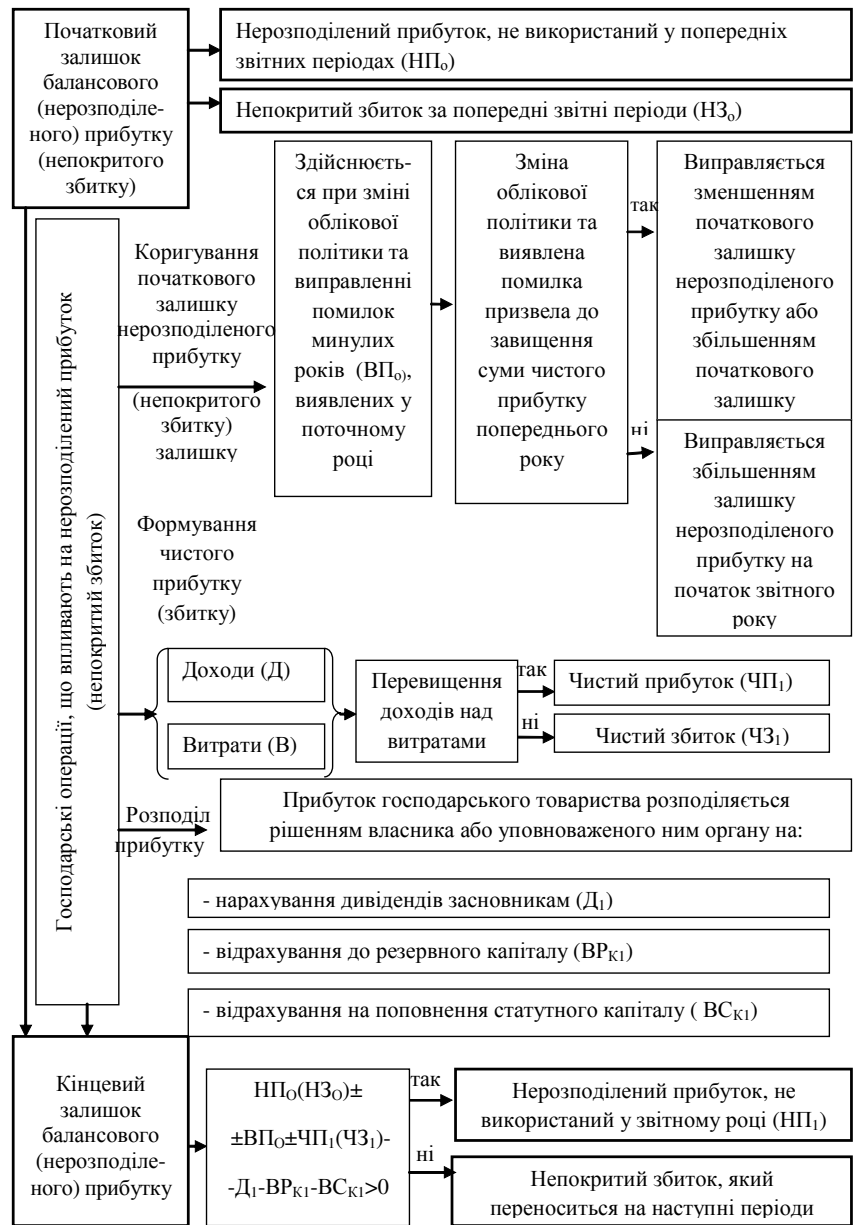 Початковий
залишок
балансового
(нерозподіле-
ного) прибутку
(непокритого
збитку)
Нерозподілений прибуток, не використаний у попередніх
звітних періодах (НПо)
Непокритий збиток за попередні звітні періоди (НЗо)
Господарські операції, що впливають на нерозподілений прибуток
(непокритий збиток)
Коригування
початкового
залишку
нерозподіленого
прибутку
(непокритого
збитку)
залишку
Здійснюєть-
ся при зміні
облікової
політики та
виправленні
помилок
минулих
років (ВПо),
виявлених у
поточному
році
Зміна
облікової
політики та
виявлена
помилка
призвела до
завищення
суми чистого
прибутку
попереднього
року
так
Виправляється
зменшенням
початкового
залишку
нерозподіленого
прибутку або
збільшенням
початкового
залишку
ні
Виправляється
збільшенням
залишку
нерозподіленого
прибутку на
початок звітного
року
Формування
чистого
прибутку
(збитку)
Доходи (Д)
Витрати (В)
Перевищення
доходів над
витратами
так
Чистий прибуток (ЧП1)
ні
Чистий збиток (ЧЗ1)
Розподіл
прибутку
Прибуток господарського товариства розподіляється
рішенням власника або уповноваженого ним органу на:
- нарахування дивідендів засновникам (Д1)
- відрахування до резервного капіталу (ВРК1)
- відрахування на поповнення статутного капіталу ( ВСК1)
Кінцевий
залишок
балансового
(нерозподіле-
ного) прибутку
НПО(НЗО)±
±ВПО±ЧП1(ЧЗ1)-
-Д1-ВРК1-ВСК1>0
так
Нерозподілений прибуток, не
використаний у звітному році (НП1)
ні
Непокритий збиток, який
переноситься на наступні періоди